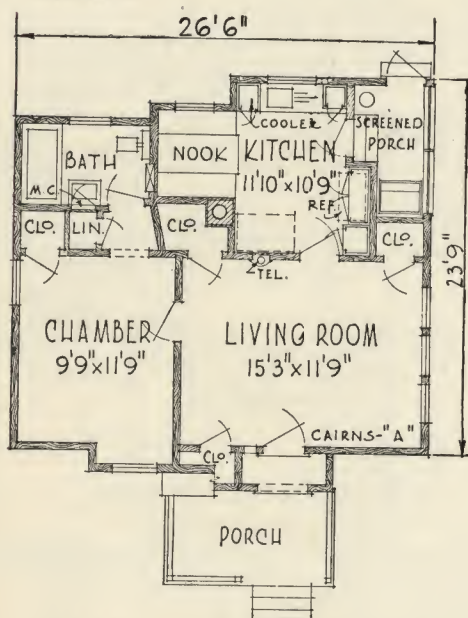 26'6"
COOLER
SCREENED
PORCH
BATH
NOOK
KITCHEN
11'10"x10'9"
M.C.
REF.
CLO.
LIN.
CLO.
CLO.
TEL.
23'9"
CHAMBER
9'9"x11'9"
LIVING ROOM
15'3"x11'9"
CAIRNS-"A"
CLO.
PORCH